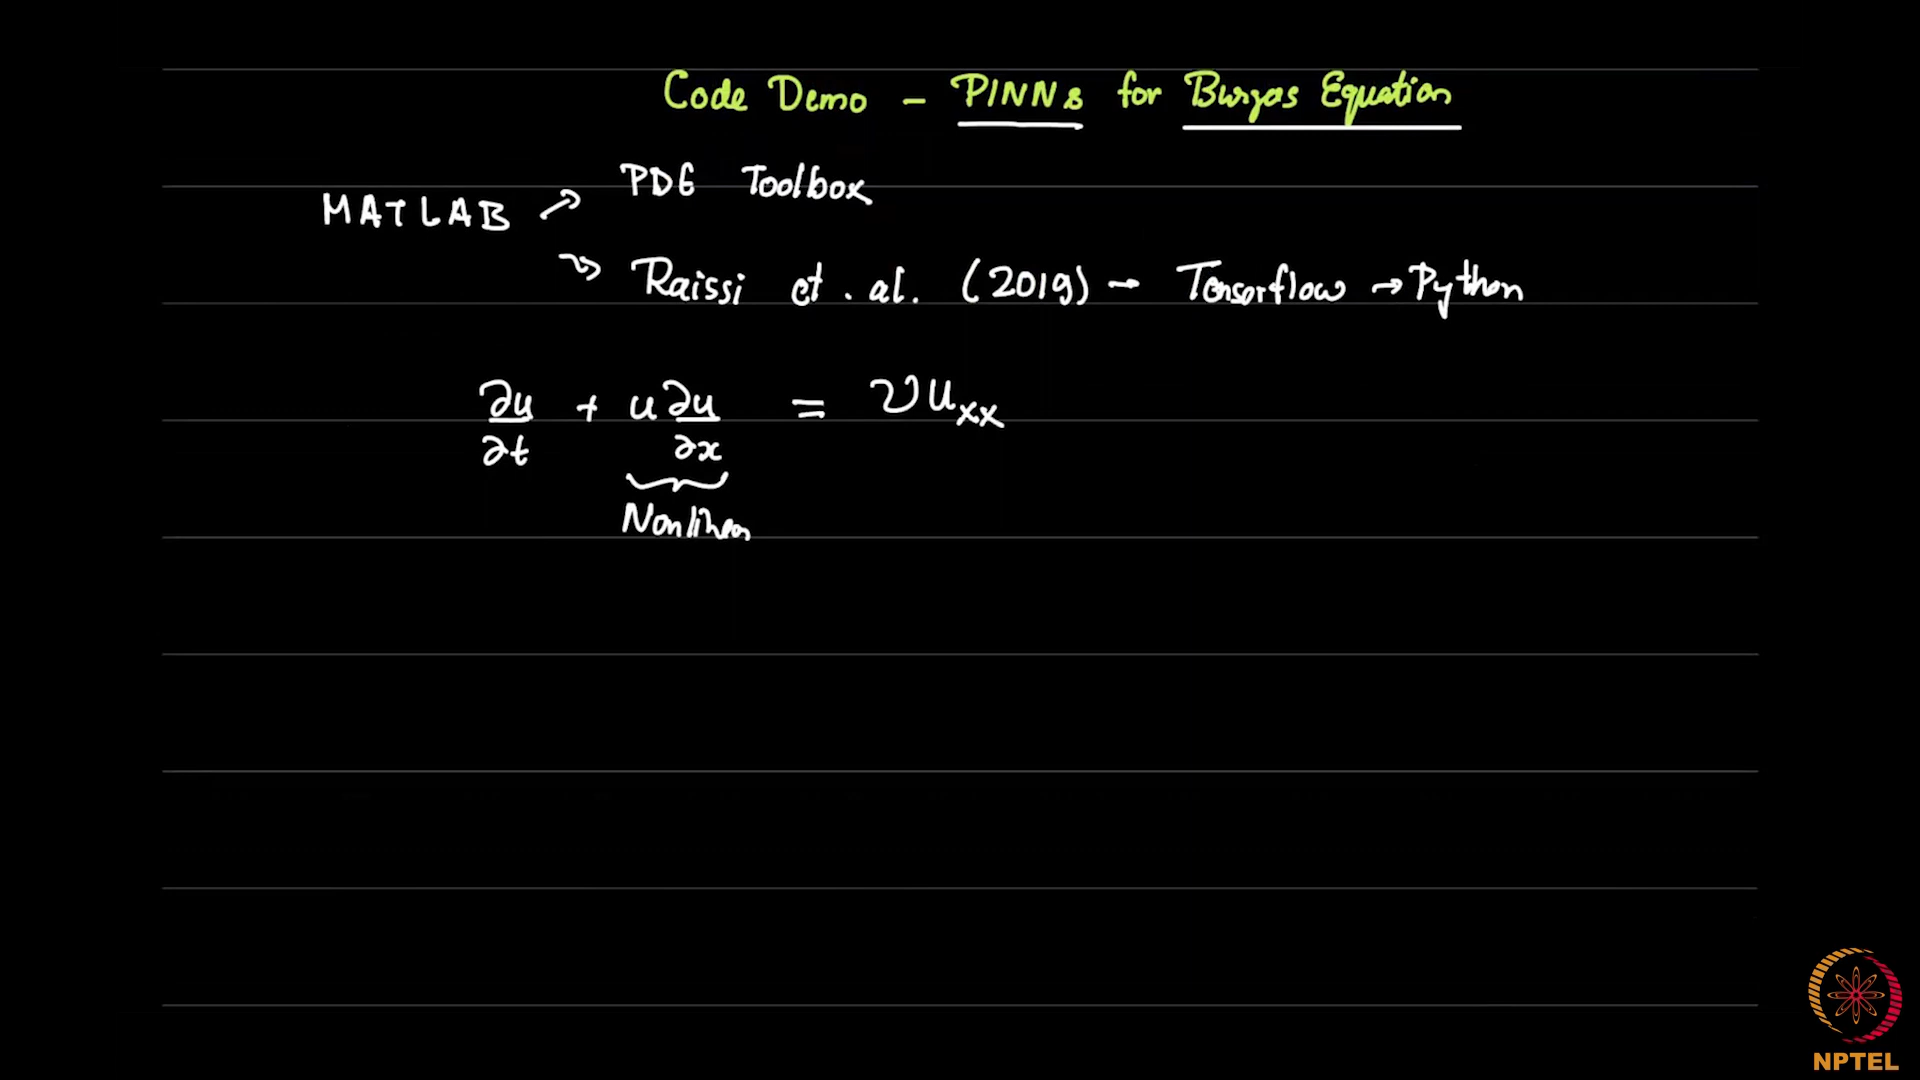 Code Demo - PINNs for Burgers Equation
MATLAB → PDE Toolbox
→ Raissi et. al. (2019) - Tensorflow → Python
∂u/∂t + u ∂u/∂x = νu_xx
Nonlinear
NPTEL